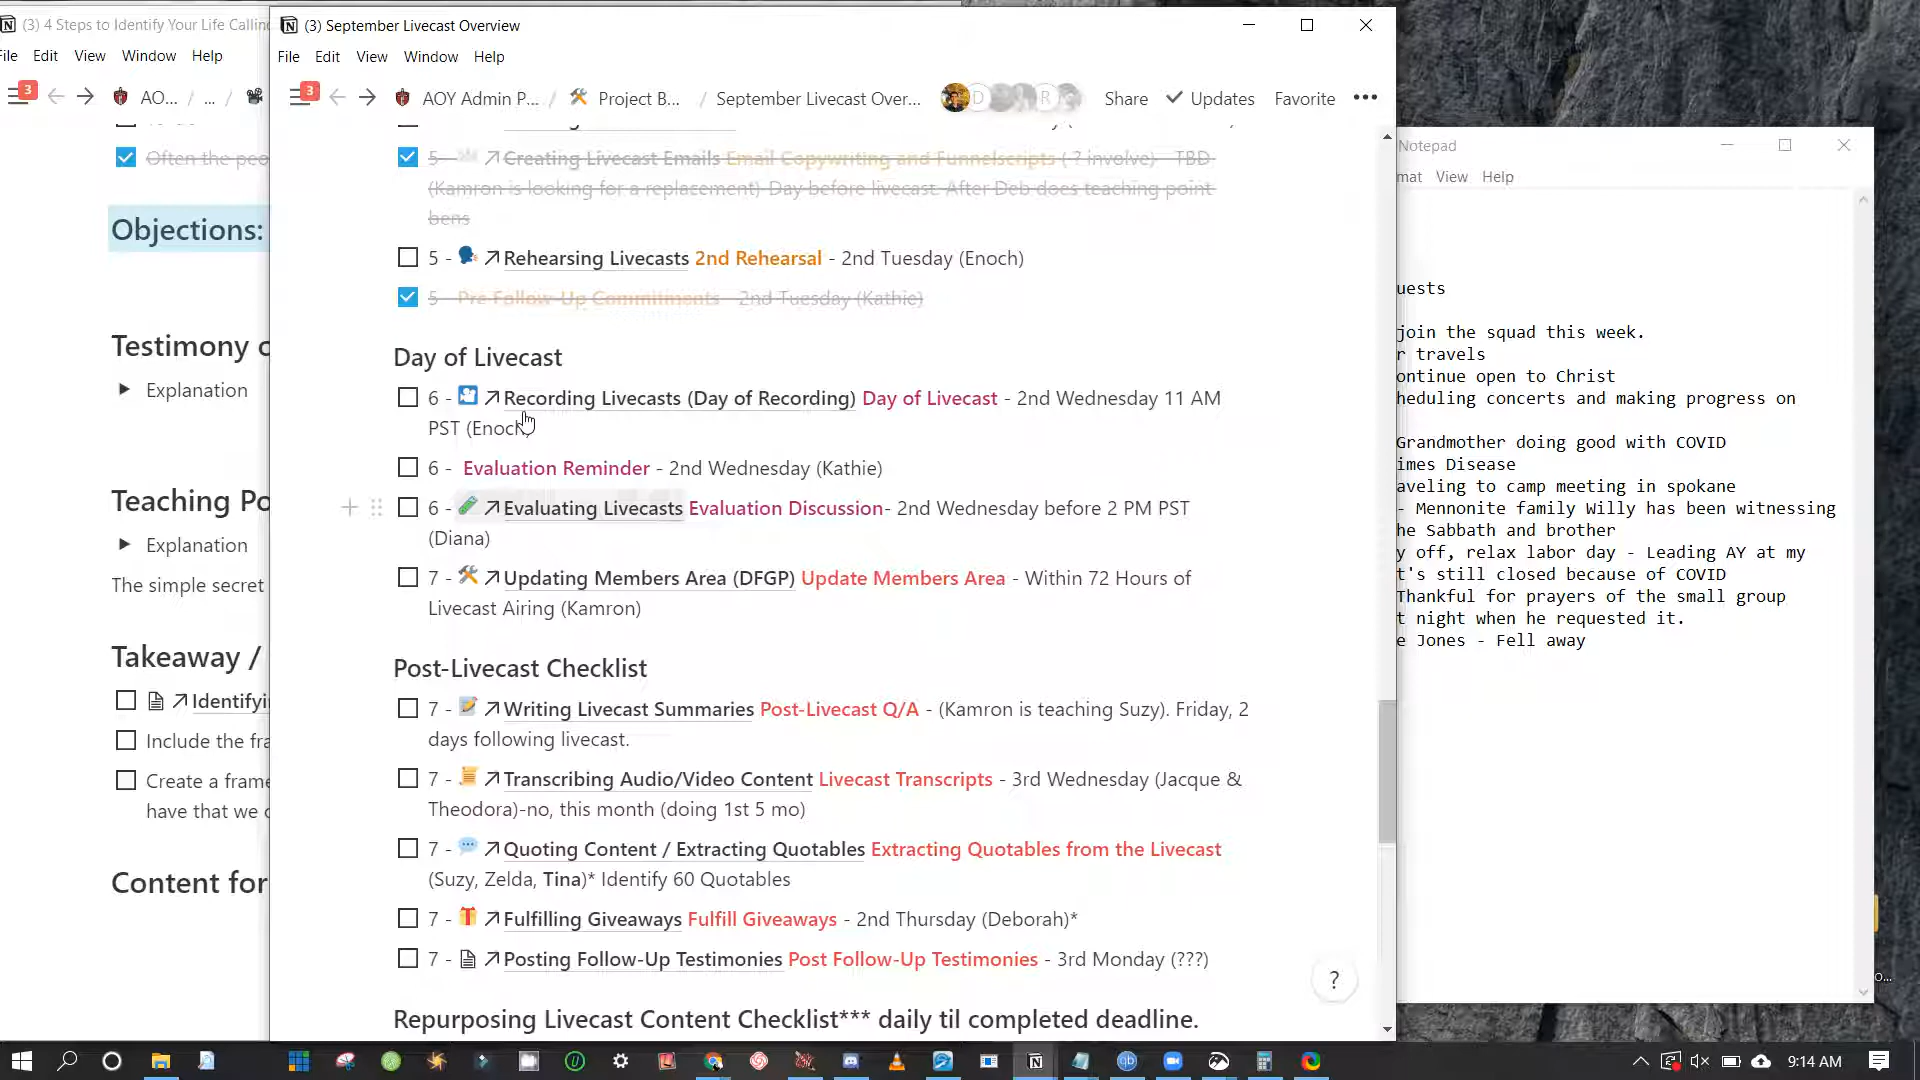 (3) 4 Steps to Identify Your Life Callin
File Edit View Window Help
3
AO... / ... /
Often the peo
Objections:
Testimony o
Explanation
Teaching Po
Explanation
The simple secret
Takeaway /
Identifyi
Include the fra
Create a frame
have that we c
Content for
(3) September Livecast Overview
File Edit View Window Help
3
AOY Admin P... / Project B... / September Livecast Over... D R Share Updates Favorite
5 - Creating Livecast Emails Email Copywriting and Funnelscripts ( ? involve) - TBD
(Kamron is looking for a replacement) Day before livecast. After Deb does teaching point
bens
5 - Rehearsing Livecasts 2nd Rehearsal - 2nd Tuesday (Enoch)
5 - Pre Follow-Up Commitments - 2nd Tuesday (Kathie)
Day of Livecast
6 - Recording Livecasts (Day of Recording) Day of Livecast - 2nd Wednesday 11 AM
PST (Enoch)
6 - Evaluation Reminder - 2nd Wednesday (Kathie)
6 - Evaluating Livecasts Evaluation Discussion- 2nd Wednesday before 2 PM PST
(Diana)
7 - Updating Members Area (DFGP) Update Members Area - Within 72 Hours of
Livecast Airing (Kamron)
Post-Livecast Checklist
7 - Writing Livecast Summaries Post-Livecast Q/A - (Kamron is teaching Suzy). Friday, 2
days following livecast.
7 - Transcribing Audio/Video Content Livecast Transcripts - 3rd Wednesday (Jacque &
Theodora)-no, this month (doing 1st 5 mo)
7 - Quoting Content / Extracting Quotables Extracting Quotables from the Livecast
(Suzy, Zelda, Tina)* Identify 60 Quotables
7 - Fulfilling Giveaways Fulfill Giveaways - 2nd Thursday (Deborah)*
7 - Posting Follow-Up Testimonies Post Follow-Up Testimonies - 3rd Monday (???)
?
Repurposing Livecast Content Checklist*** daily til completed deadline.
Notepad
mat View Help
uests
join the squad this week.
r travels
ontinue open to Christ
heduling concerts and making progress on
Grandmother doing good with COVID
imes Disease
aveling to camp meeting in spokane
- Mennonite family Willy has been witnessing
he Sabbath and brother
y off, relax labor day - Leading AY at my
t's still closed because of COVID
Thankful for prayers of the small group
t night when he requested it.
e Jones - Fell away
o...
9:14 AM